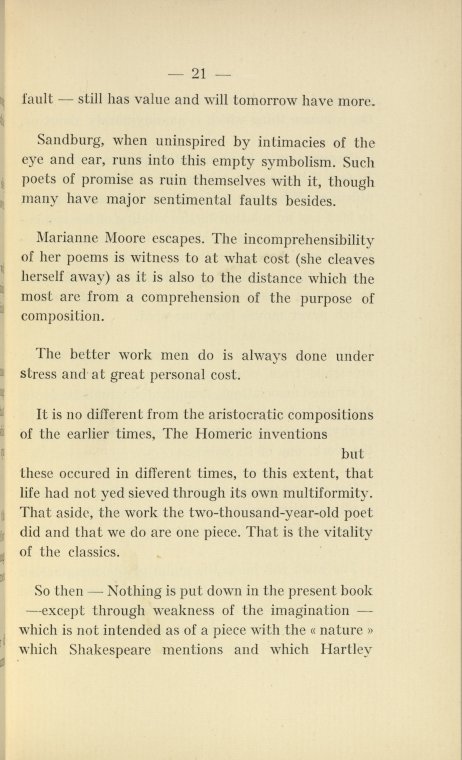 — 21 —
fault — still has value and will tomorrow have more.
Sandburg, when uninspired by intimacies of the
eye and ear, runs into this empty symbolism. Such
poets of promise as ruin themselves with it, though
many have major sentimental faults besides.
Marianne Moore escapes. The incomprehensibility
of her poems is witness to at what cost (she cleaves
herself away) as it is also to the distance which the
most are from a comprehension of the purpose of
composition.
The better work men do is always done under
stress and at great personal cost.
It is no different from the aristocratic compositions
of the earlier times, The Homeric inventions
but
these occured in different times, to this extent, that
life had not yed sieved through its own multiformity.
That aside, the work the two-thousand-year-old poet
did and that we do are one piece. That is the vitality
of the classics.
So then — Nothing is put down in the present book
—except through weakness of the imagination —
which is not intended as of a piece with the « nature »
which Shakespeare mentions and which Hartley